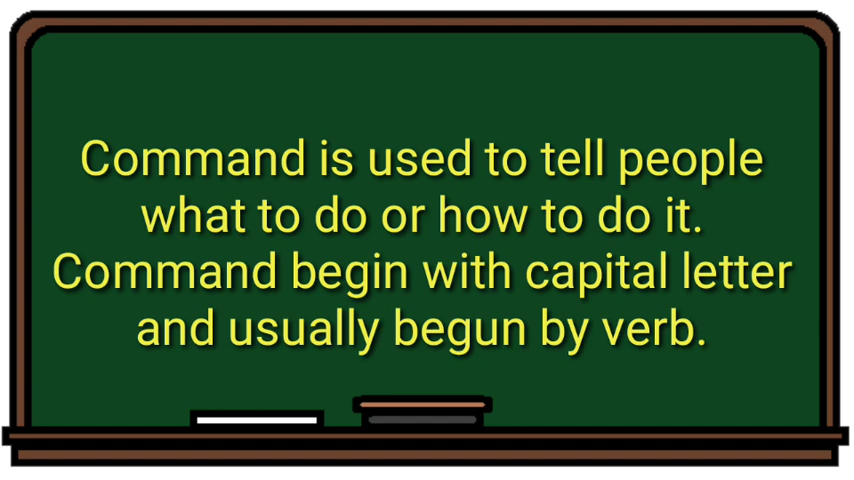 Command is used to tell people
what to do or how to do it.
Command begin with capital letter
and usually begun by verb.